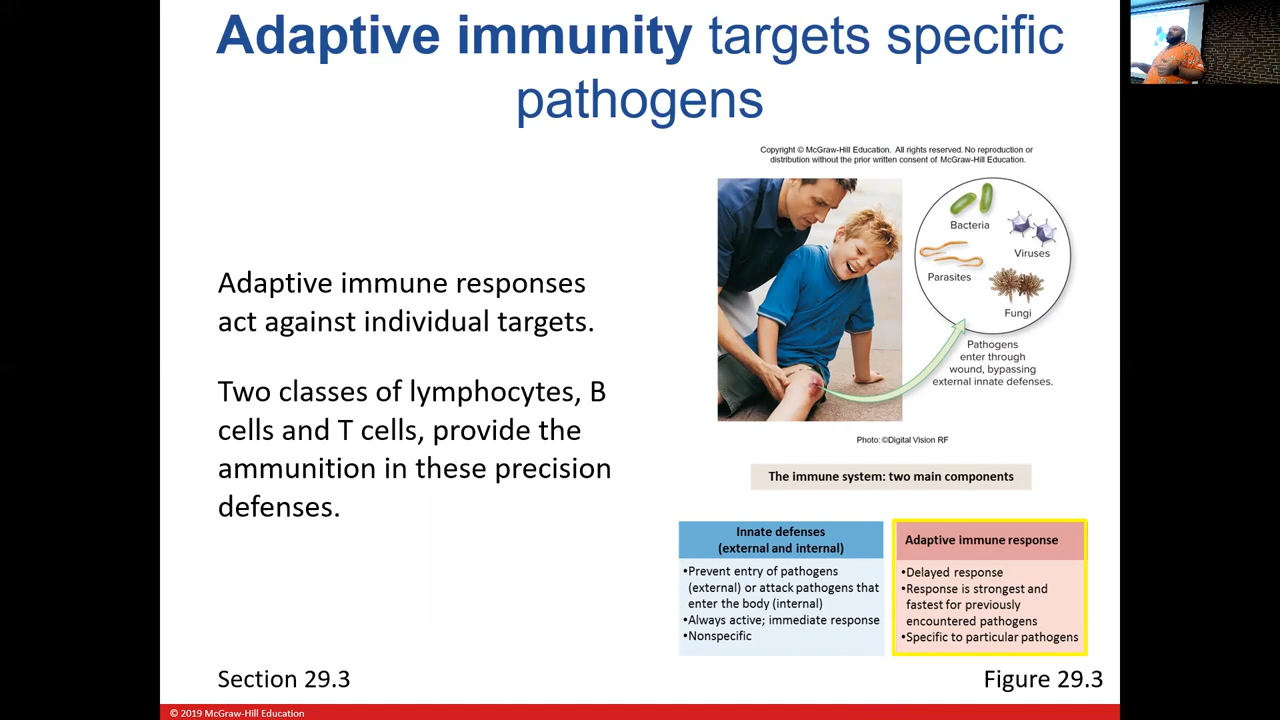 Adaptive immunity targets specific
pathogens
Copyright © McGraw-Hill Education. All rights reserved. No reproduction or
distribution without the prior written consent of McGraw-Hill Education.
Bacteria
Viruses
Parasites
Fungi
Pathogens
enter through
wound, bypassing
external innate defenses.
Adaptive immune responses
act against individual targets.
Two classes of lymphocytes, B
cells and T cells, provide the
ammunition in these precision
defenses.
Photo: ©Digital Vision RF
The immune system: two main components
Innate defenses
(external and internal)
•Prevent entry of pathogens
(external) or attack pathogens that
enter the body (internal)
•Always active; immediate response
•Nonspecific
Adaptive immune response
•Delayed response
•Response is strongest and
fastest for previously
encountered pathogens
•Specific to particular pathogens
Section 29.3
Figure 29.3
© 2019 McGraw-Hill Education